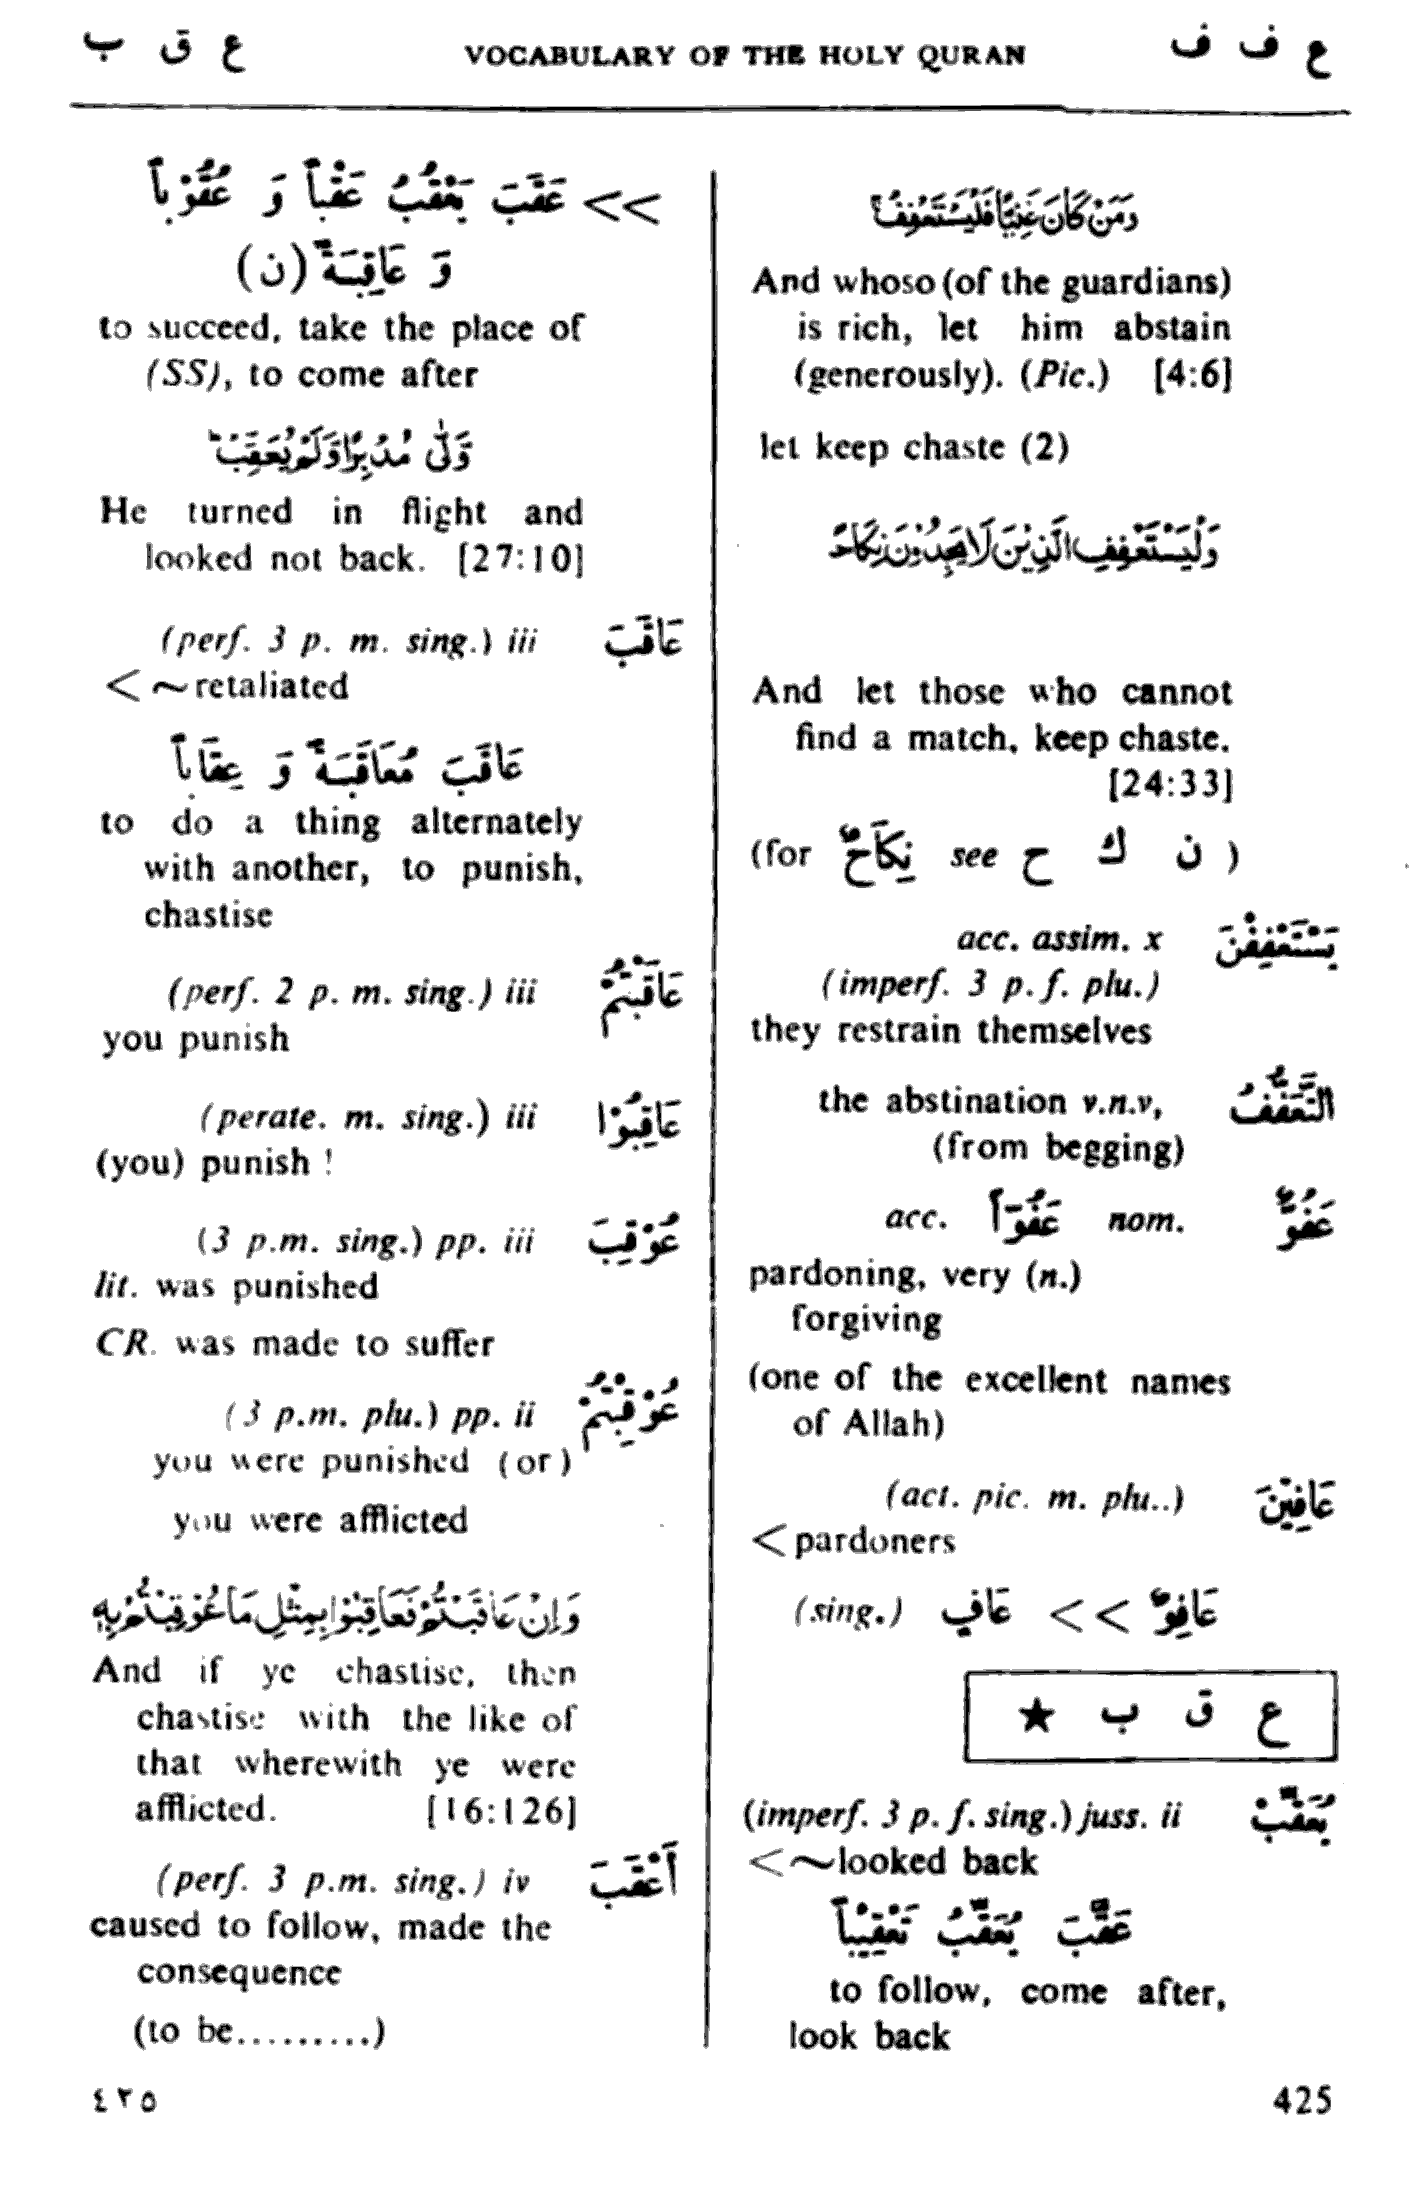 ع ق ب
VOCABULARY OF THE HOLY QURAN
ع ف ف
وَمَنْ كَانَ غَنِيًّا فَلْيَسْتَعْفِفْ ۚ
And whoso (of the guardians)
is rich, let him abstain
(generously). (Pic.) [4:6]
let keep chaste (2)
وَلْيَسْتَعْفِفِ الَّذِيْنَ لَا يَجِدُوْنَ نِكَاحًا
And let those who cannot
find a match, keep chaste.
[24:33]
(for نِكَاحٌ see ن ك ح )
يَسْتَعْفِفْنَ acc. assim. x
(imperf. 3 p. f. plu.)
they restrain themselves
التَّعَفُّفُ the abstination v.n.v,
(from begging)
عَفُوٌّ nom. عَفُوّاً acc.
pardoning, very (n.)
forgiving
(one of the excellent names
of Allah)
عَافِيْنَ (act. pic. m. plu..)
< pardoners
عَافِوٌ >> عَافٍ (sing.)
ع ق ب ★
يُعَقِّبْ (imperf. 3 p. f. sing.) juss. ii
< ~looked back
عَقَّبَ يُعَقِّبُ تَعْقِيْباً
to follow, come after,
look back
>> عَقَبَ يَعْقُبُ عَقْباً وَ عُقُوْباً
وَ عَاقِبَةً (ن)
to succeed, take the place of
(SS), to come after
وَّلٰى مُدْبِرًا وَّلَمْ يُعَقِّبْ ۭ
He turned in flight and
looked not back. [27:10]
عَاقَبَ (perf. 3 p. m. sing.) iii
< ~ retaliated
عَاقَبَ مُعَاقَبَةً وَ عِقَاباً
to do a thing alternately
with another, to punish,
chastise
عَاقَبْتُمْ (perf. 2 p. m. sing.) iii
you punish
عَاقِبُوْا (perate. m. sing.) iii
(you) punish !
عُوْقِبَ (3 p.m. sing.) pp. iii
lit. was punished
CR. was made to suffer
عُوْقِبْتُمْ (3 p.m. plu.) pp. ii
you were punished (or)
you were afflicted
وَاِنْ عَاقَبْتُمْ فَعَاقِبُوْا بِمِثْلِ مَا عُوْقِبْتُمْ بِهٖ
And if ye chastise, then
chastise with the like of
that wherewith ye were
afflicted. [16:126]
اَعْقَبَ (perf. 3 p.m. sing.) iv
caused to follow, made the
consequence
(to be.........)
٤٢٥
425